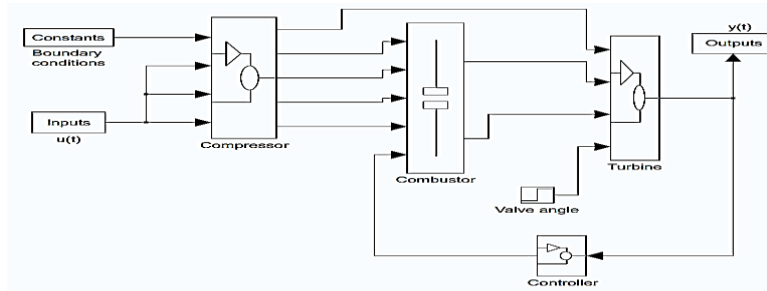 y(t)
Constants
Outputs
Boundary
conditions
Inputs
u(t)
Compressor
Combustor
Turbine
Valve angle
Controller